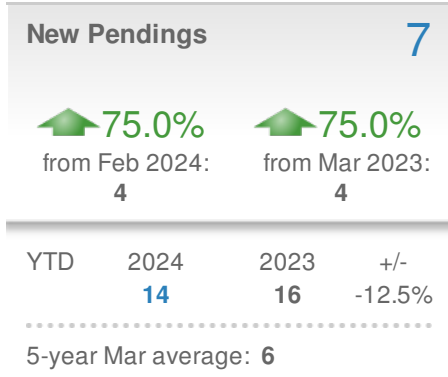 New Pendings 7
75.0% 75.0%
from Feb 2024: from Mar 2023:
4 4
YTD 2024 2023 +/-
14 16 -12.5%
5-year Mar average: 6